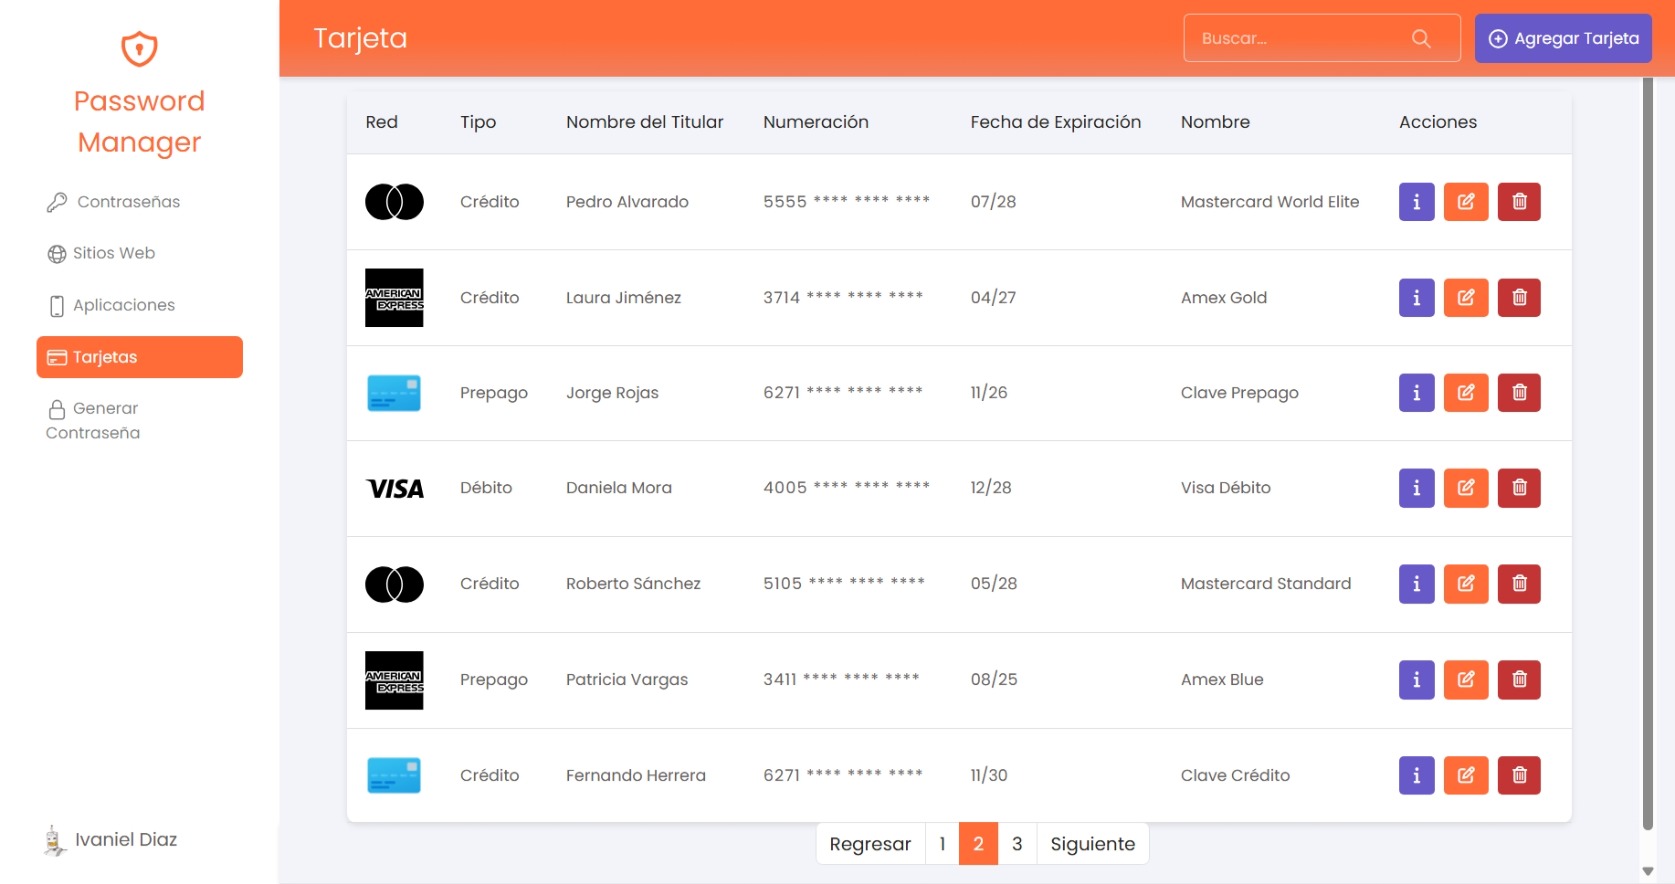 Password
Manager
Contraseñas
Sitios Web
Aplicaciones
Tarjetas
Generar
Contraseña
Ivaniel Diaz
Tarjeta
Buscar...
Agregar Tarjeta
Red Tipo Nombre del Titular Numeración Fecha de Expiración Nombre Acciones
Crédito Pedro Alvarado 5555 **** **** **** 07/28 Mastercard World Elite
AMERICAN
EXPRESS
Crédito Laura Jiménez 3714 **** **** **** 04/27 Amex Gold
Prepago Jorge Rojas 6271 **** **** **** 11/26 Clave Prepago
VISA Débito Daniela Mora 4005 **** **** **** 12/28 Visa Débito
Crédito Roberto Sánchez 5105 **** **** **** 05/28 Mastercard Standard
AMERICAN
EXPRESS
Prepago Patricia Vargas 3411 **** **** **** 08/25 Amex Blue
Crédito Fernando Herrera 6271 **** **** **** 11/30 Clave Crédito
Regresar 1 2 3 Siguiente